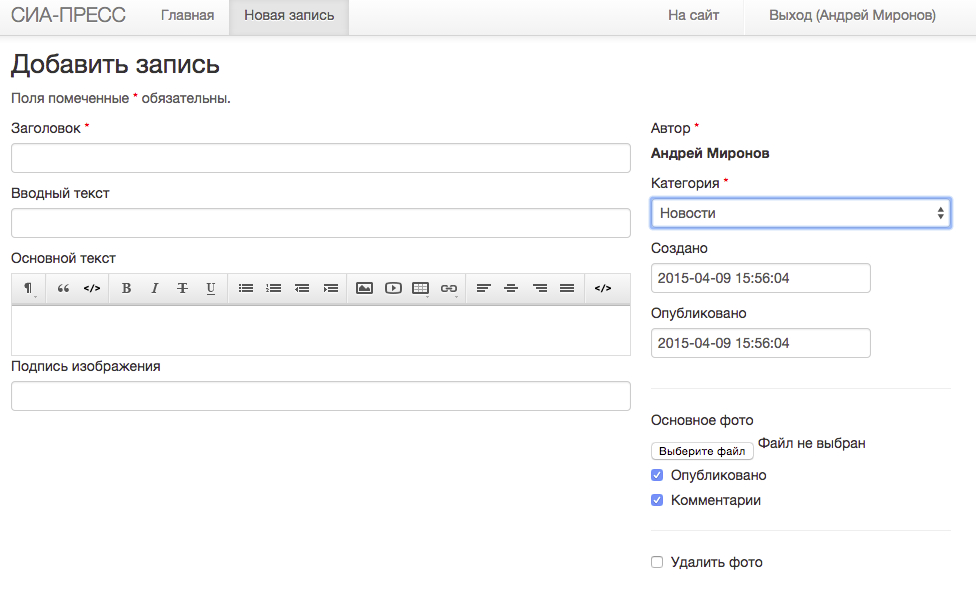 СИА-ПРЕСС Главная Новая запись На сайт Выход (Андрей Миронов)
Добавить запись
Поля помеченные * обязательны.
Заголовок *
Вводный текст
Основной текст
Подпись изображения
Автор *
Андрей Миронов
Категория *
Новости
Создано
2015-04-09 15:56:04
Опубликовано
2015-04-09 15:56:04
Основное фото
Выберите файл Файл не выбран
Опубликовано
Комментарии
Удалить фото